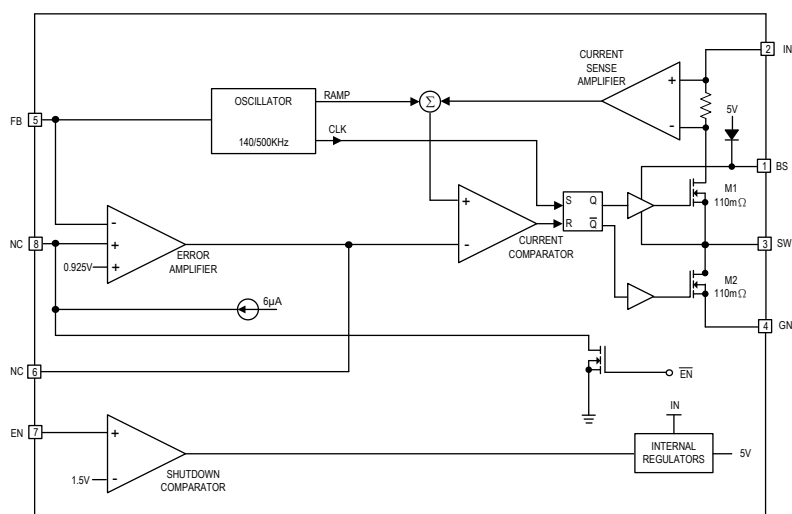 CURRENT
SENSE
AMPLIFIER
+
-
2
IN
5V
FB
5
OSCILLATOR
140/500KHz
RAMP
CLK
Σ
1
BS
M1
110mΩ
S
Q
R
Q
+
-
CURRENT
COMPARATOR
NC
8
-
+
+
0.925V
ERROR
AMPLIFIER
3
SW
M2
110mΩ
6µA
4
GN
NC
6
EN
EN
7
+
-
1.5V
SHUTDOWN
COMPARATOR
IN
INTERNAL
REGULATORS
5V